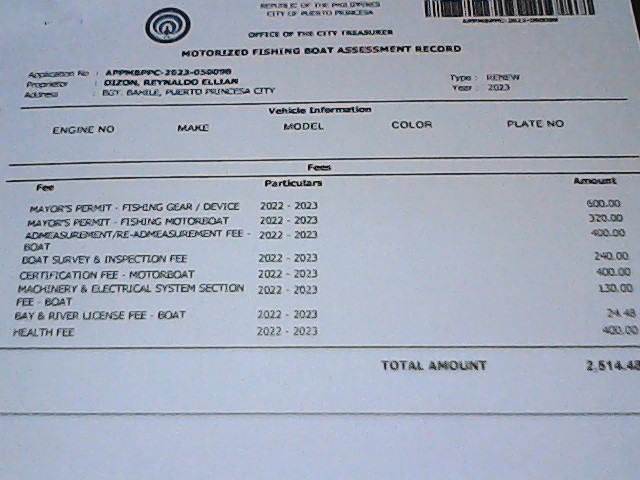 REPUBLIC OF THE PHILIPPINES
CITY OF PUERTO PRINCESA
OFFICE OF THE CITY TREASURER
MOTORIZED FISHING BOAT ASSESSMENT RECORD
APPMBPPC-2023-050098
Application No : APPMBPPC-2023-050098
Proprietor : DIZON, REYNALDO ELLIAN
Address : BGY. BAHILE, PUERTO PRINCESA CITY
Type : RENEW
Year : 2023
Vehicle Information
ENGINE NO MAKE MODEL COLOR PLATE NO
Fees
Fee Particulars Amount
MAYOR'S PERMIT - FISHING GEAR / DEVICE 2022 - 2023 600.00
MAYOR'S PERMIT - FISHING MOTORBOAT 2022 - 2023 320.00
ADMEASUREMENT/RE-ADMEASUREMENT FEE - 2022 - 2023 400.00
BOAT
BOAT SURVEY & INSPECTION FEE 2022 - 2023 240.00
CERTIFICATION FEE - MOTORBOAT 2022 - 2023 400.00
MACHINERY & ELECTRICAL SYSTEM SECTION 2022 - 2023 130.00
FEE - BOAT
BAY & RIVER LICENSE FEE - BOAT 2022 - 2023 24.48
HEALTH FEE 2022 - 2023 400.00
TOTAL AMOUNT 2,514.48